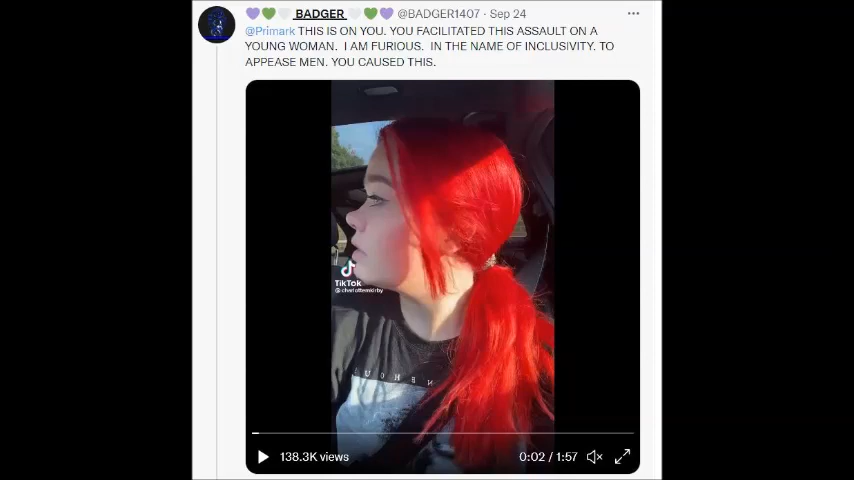 💜💚🤍 BADGER 🤍💚💜 @BADGER1407 · Sep 24
@Primark THIS IS ON YOU. YOU FACILITATED THIS ASSAULT ON A
YOUNG WOMAN.  I AM FURIOUS.  IN THE NAME OF INCLUSIVITY. TO
APPEASE MEN. YOU CAUSED THIS.
TikTok
@charlottemkirby
138.3K views
0:02 / 1:57